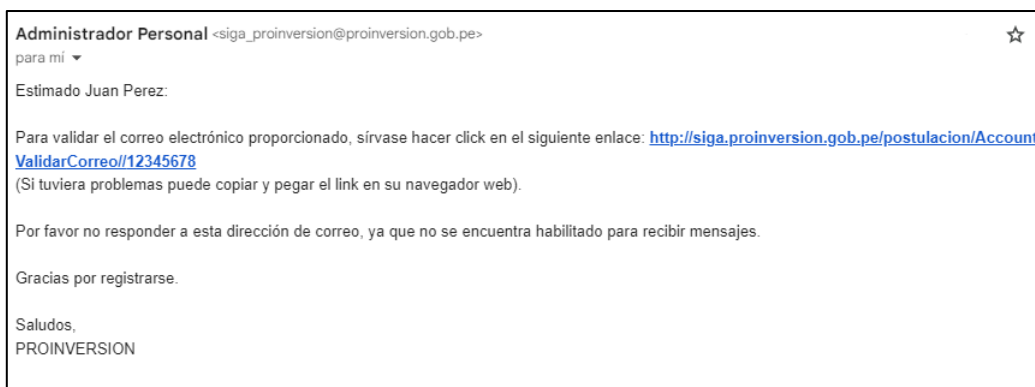 Administrador Personal <siga_proinversion@proinversion.gob.pe>
para mí
Estimado Juan Perez:
Para validar el correo electrónico proporcionado, sírvase hacer click en el siguiente enlace: http://siga.proinversion.gob.pe/postulacion/Account
ValidarCorreo//12345678
(Si tuviera problemas puede copiar y pegar el link en su navegador web).
Por favor no responder a esta dirección de correo, ya que no se encuentra habilitado para recibir mensajes.
Gracias por registrarse.
Saludos,
PROINVERSION